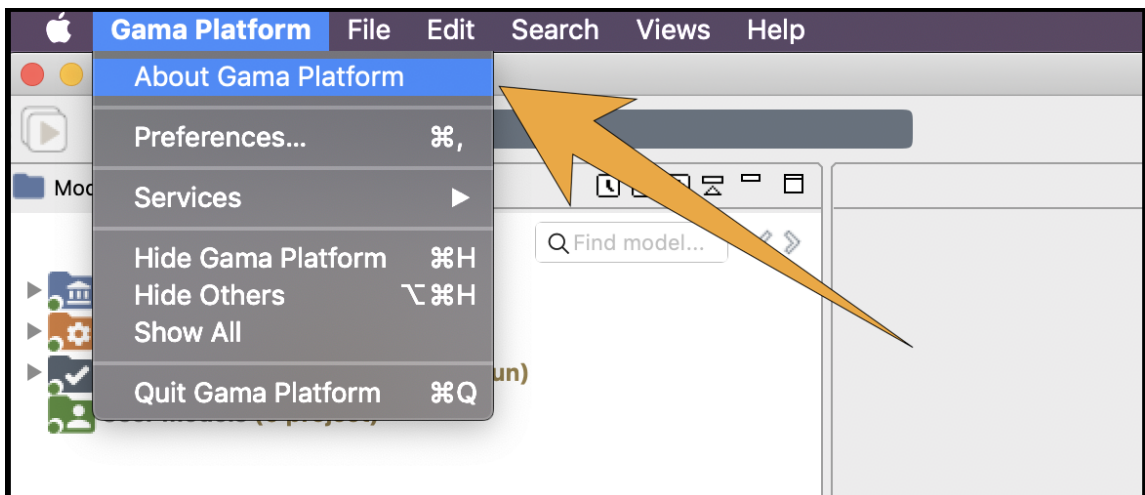 Gama Platform File Edit Search Views Help
About Gama Platform
Preferences... ⌘,
Mod
Services ▶
Find model...
Hide Gama Platform ⌘H
Hide Others ⌥⌘H
Show All
un)
Quit Gama Platform ⌘Q